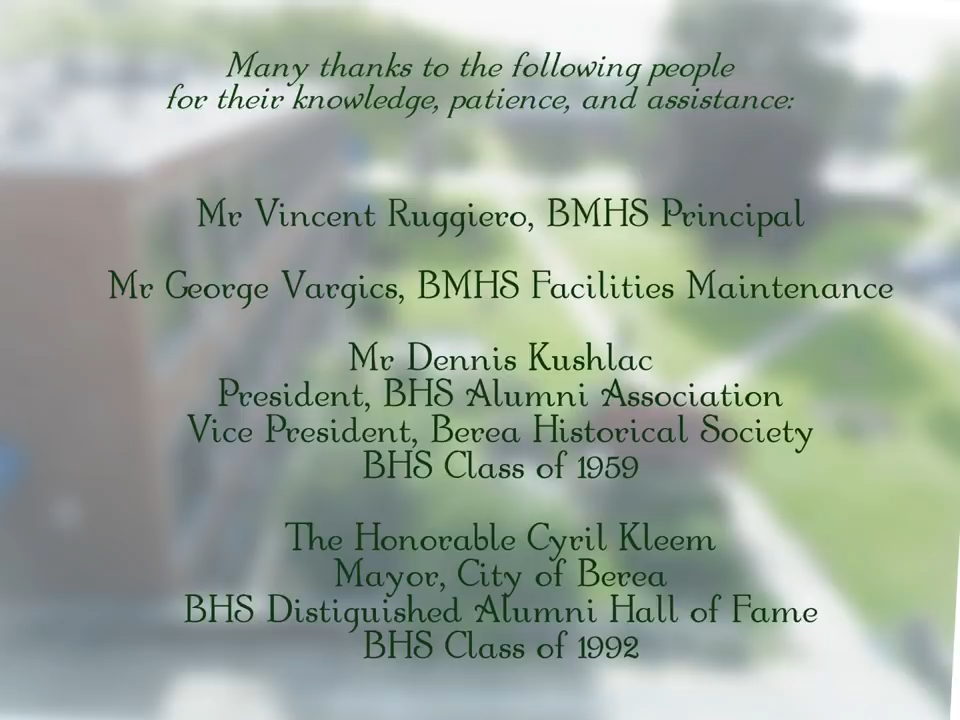 Many thanks to the following people
for their knowledge, patience, and assistance:
Mr Vincent Ruggiero, BMHS Principal
Mr George Vargics, BMHS Facilities Maintenance
Mr Dennis Kushlac
President, BHS Alumni Association
Vice President, Berea Historical Society
BHS Class of 1959
The Honorable Cyril Kleem
Mayor, City of Berea
BHS Distiguished Alumni Hall of Fame
BHS Class of 1992